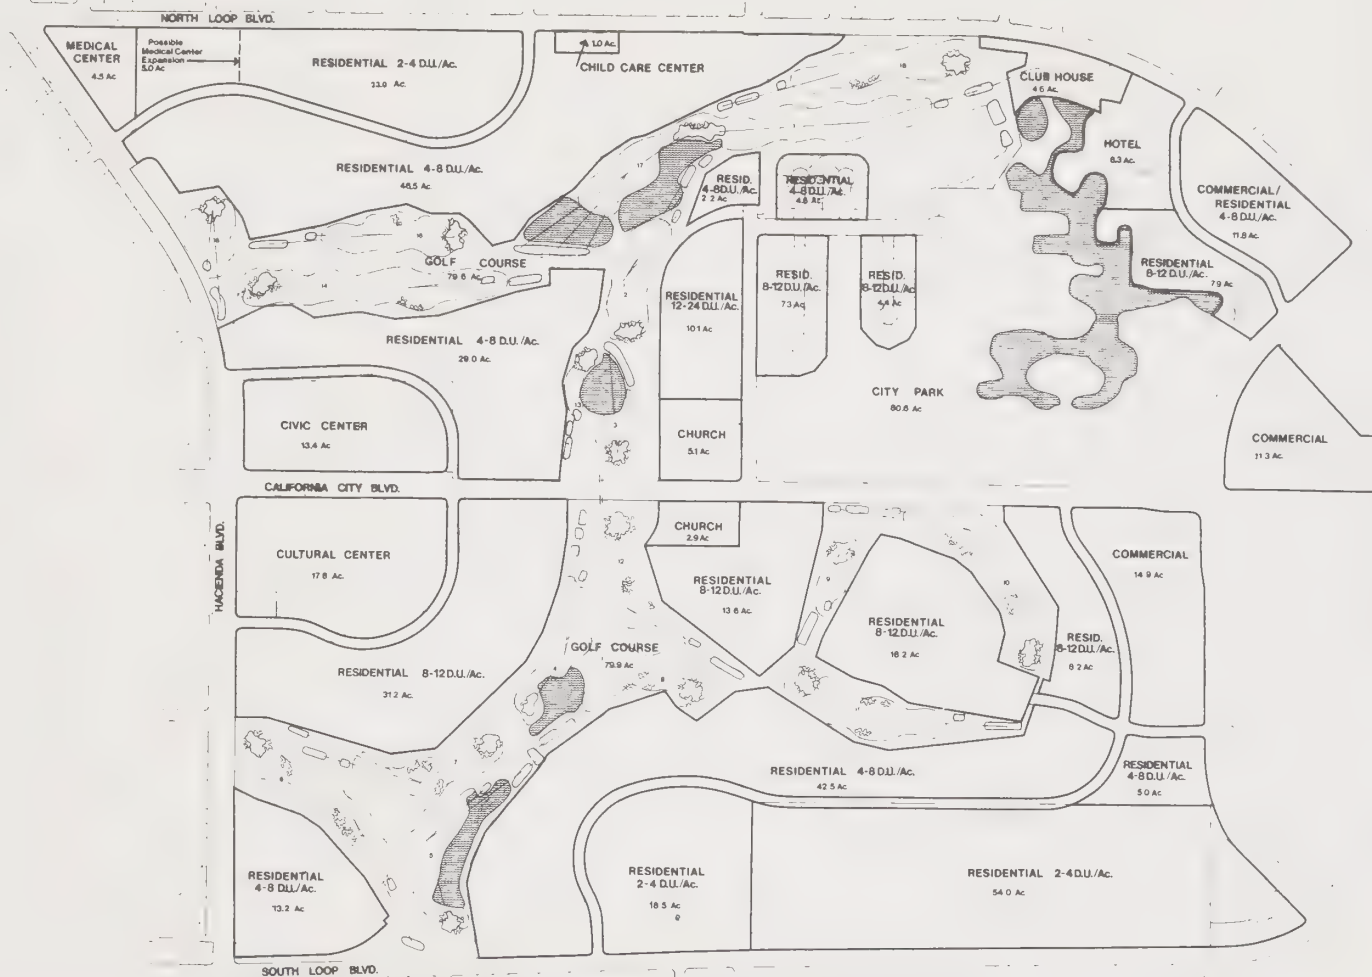 NORTH LOOP BLVD.
MEDICAL
CENTER
4.5 Ac
Possible
Medical Center
Expansion
5.0 Ac
RESIDENTIAL 2-4 D.U./Ac.
Ac.
1.0 Ac.
CHILD CARE CENTER
CLUB HOUSE
4.6 Ac.
HOTEL
8.3 Ac.
COMMERCIAL/
RESIDENTIAL
4-8 D.U./Ac.
11.8 Ac.
RESIDENTIAL 4-8 D.U./Ac.
46.5 Ac.
RESID.
4-8 D.U./Ac.
2.2 Ac
RESIDENTIAL
4-8 D.U./Ac.
4.8 Ac.
GOLF COURSE
79.6 Ac
RESIDENTIAL
8-12 D.U./Ac.
7.9 Ac
RESIDENTIAL
12-24 D.U./Ac.
10.1 Ac
RESID.
8-12 D.U./Ac.
7.3 Ac
RESID.
8-12 D.U./Ac.
Ac
RESIDENTIAL 4-8 D.U./Ac.
29.0 Ac.
CITY PARK
80.6 Ac
CIVIC CENTER
13.4 Ac
CHURCH
5.1 Ac
COMMERCIAL
11.3 Ac.
CALIFORNIA CITY BLVD.
HACIENDA BLVD.
CULTURAL CENTER
17.8 Ac.
CHURCH
2.9 Ac
COMMERCIAL
14.9 Ac
RESIDENTIAL
8-12 D.U./Ac.
13.6 Ac.
RESIDENTIAL
8-12 D.U./Ac.
16.2 Ac
RESID.
8-12 D.U./Ac.
8.2 Ac
GOLF COURSE
79.9 Ac
RESIDENTIAL 8-12 D.U./Ac.
31.2 Ac.
RESIDENTIAL 4-8 D.U./Ac.
42.5 Ac
RESIDENTIAL
4-8 D.U./Ac.
5.0 Ac
RESIDENTIAL
4-8 D.U./Ac.
13.2 Ac
RESIDENTIAL
2-4 D.U./Ac.
18.5 Ac
RESIDENTIAL 2-4 D.U./Ac.
54.0 Ac.
SOUTH LOOP BLVD.